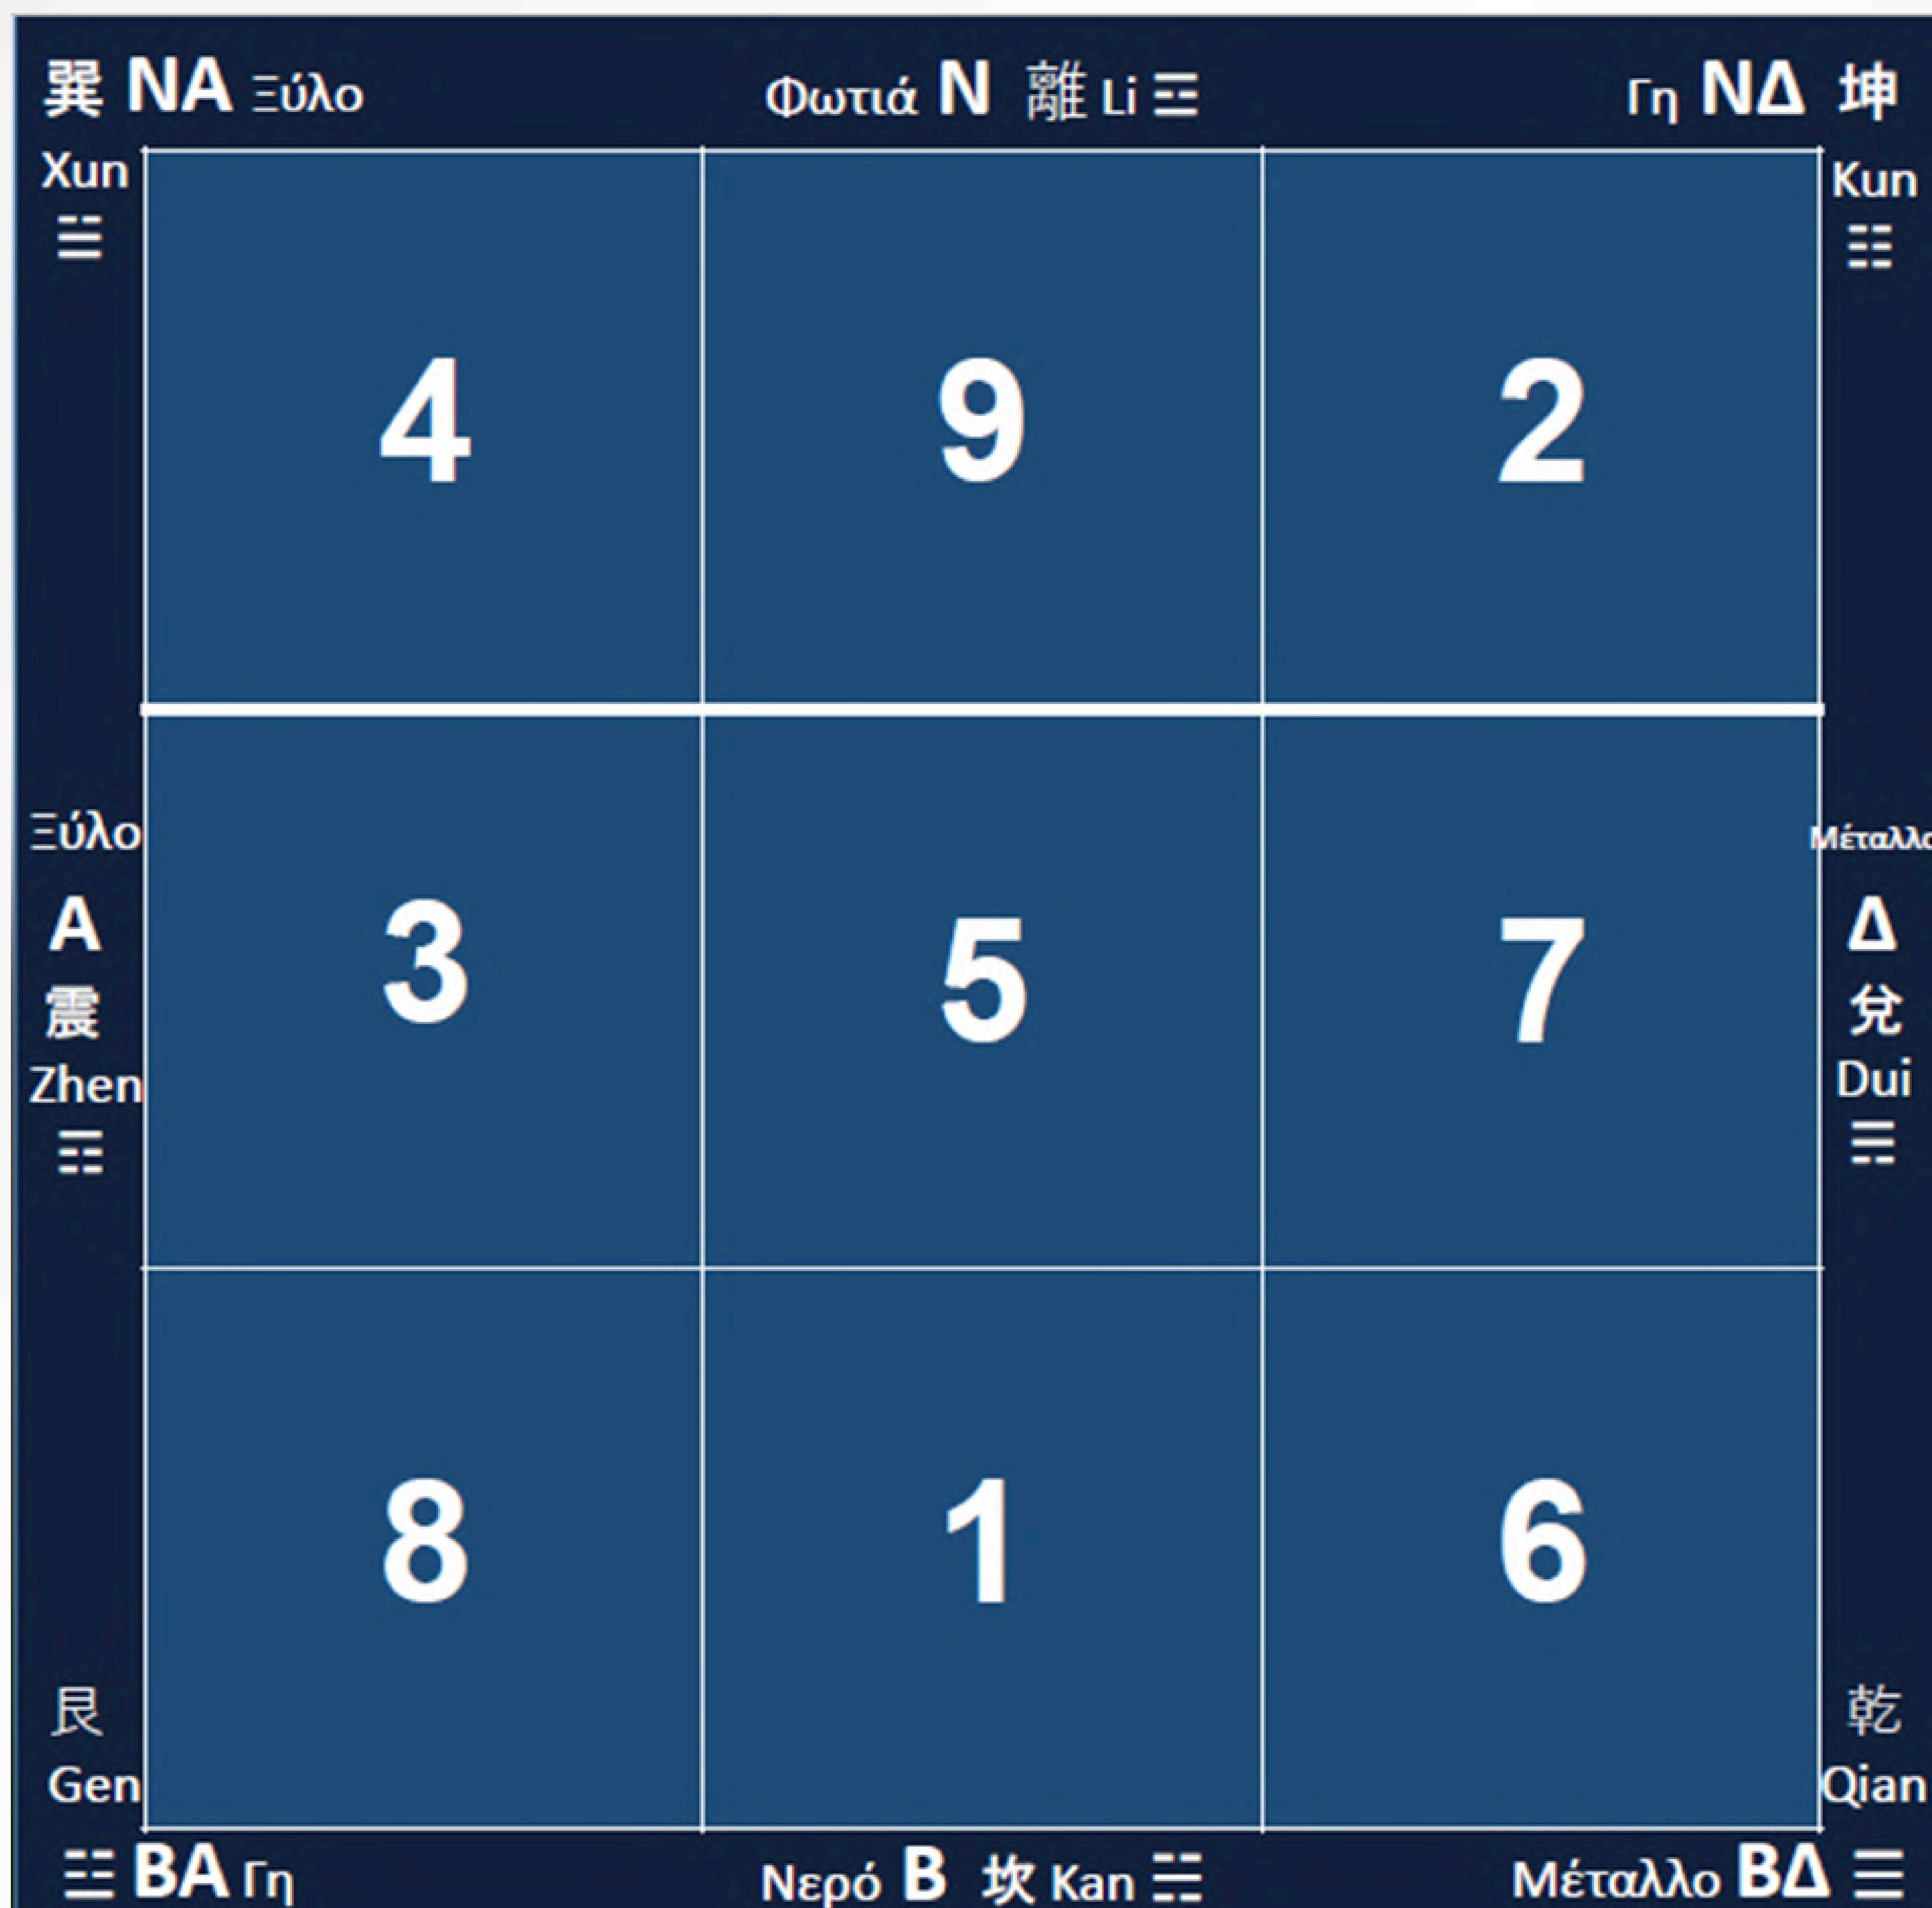 巽 ΝΑ Ξύλο
Φωτιά Ν 離 Li ☲
Γη ΝΔ 坤
Xun
☱
Kun
☷
4 9 2
Ξύλο
Α
震
Zhen
☶
3 5 7
Μέταλλο
Δ
兌
Dui
☴
8 1 6
艮
Gen
☳ ΒΑ Γη
Νερό Β 坎 Kan ☵
乾
Qian
Μέταλλο ΒΔ ☰